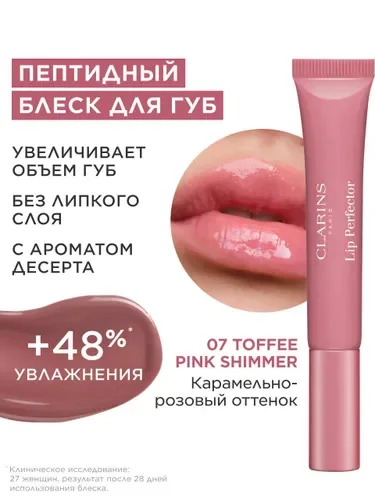 ПЕПТИДНЫЙ
БЛЕСК ДЛЯ ГУБ
УВЕЛИЧИВАЕТ
ОБЪЕМ ГУБ
БЕЗ ЛИПКОГО
СЛОЯ
С АРОМАТОМ
ДЕСЕРТА
CLARINS
PARIS
Lip Perfector
+48%*
УВЛАЖНЕНИЯ
07 TOFFEE
PINK SHIMMER
Карамельно-
розовый оттенок
*Клиническое исследование:
27 женщин, результат после 28 дней
использования блеска.